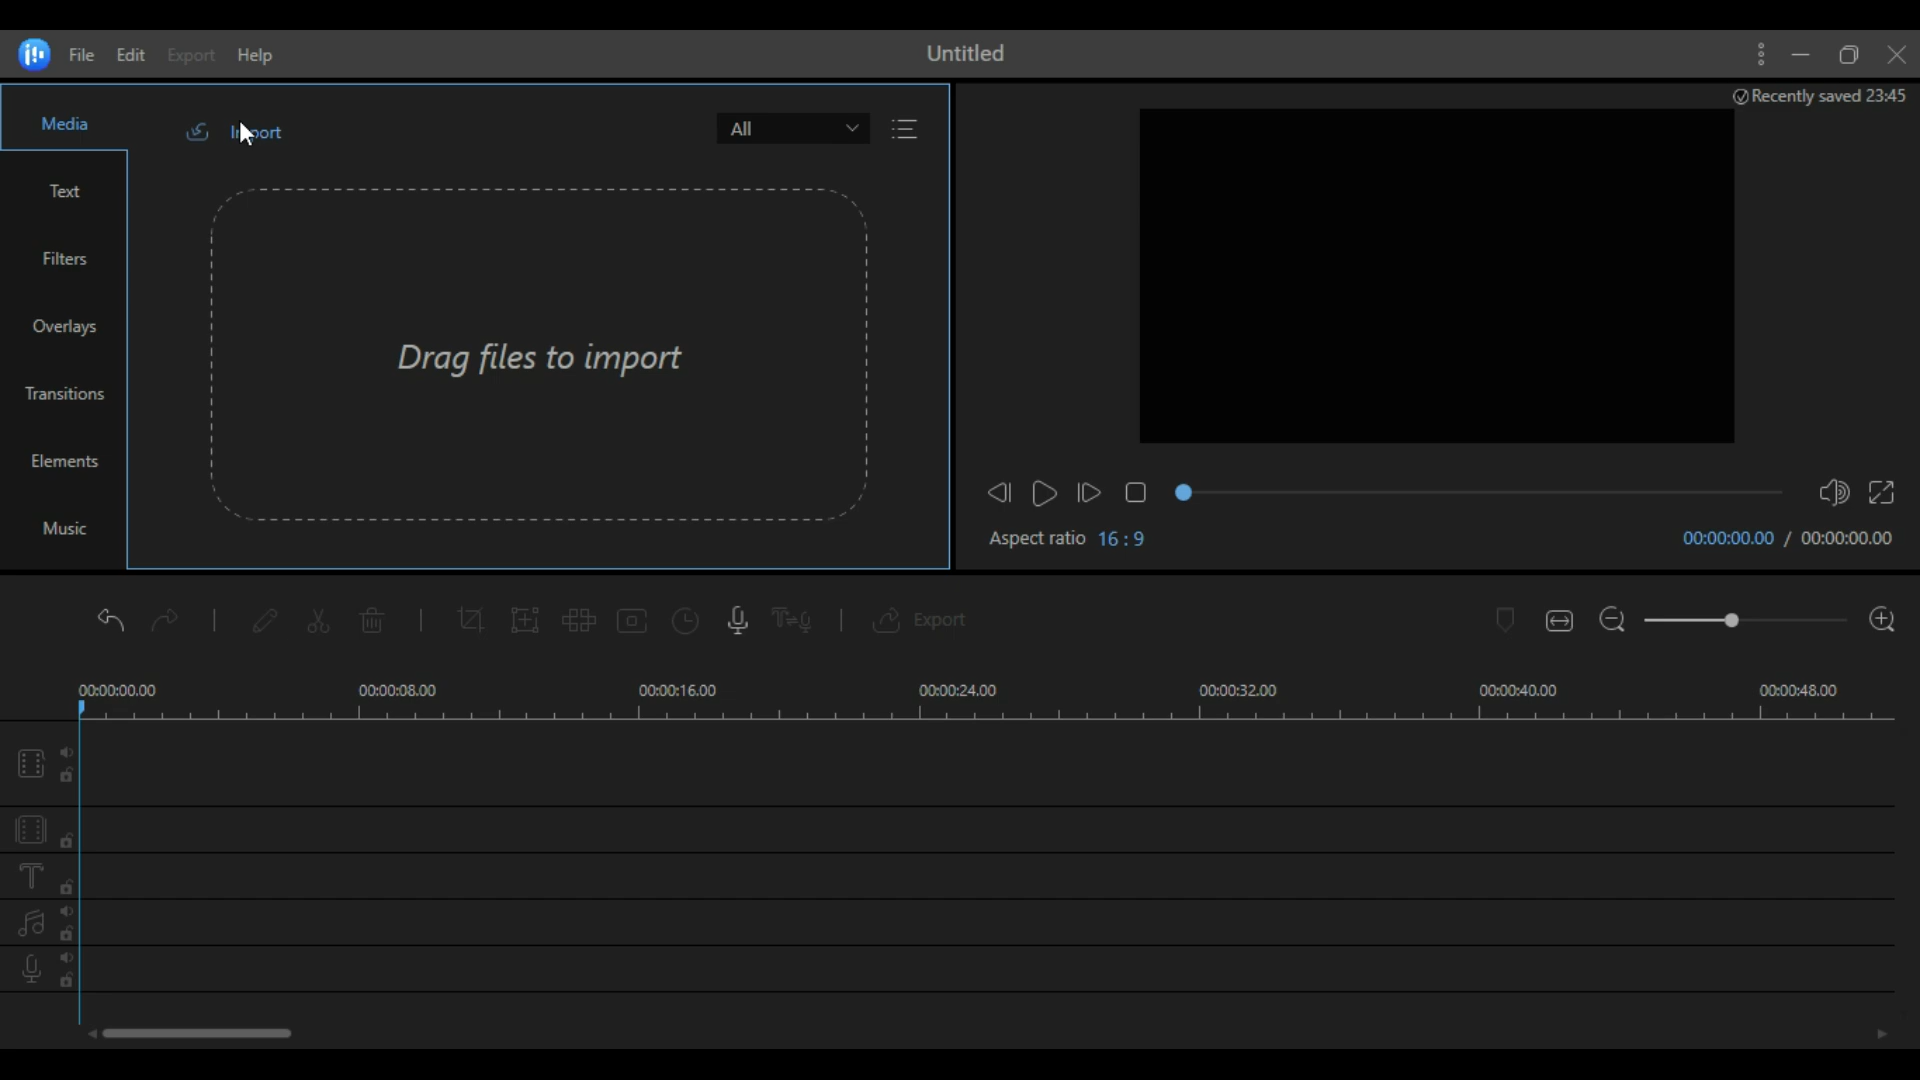 File Edit Export Help Untitled
Recently saved 23:45
Media
Import
All
Text
Filters
Overlays
Transitions
Elements
Music
Drag files to import
Aspect ratio 16 : 9
00:00:00.00 / 00:00:00.00
Export
00:00:00.00 00:00:08.00 00:00:16.00 00:00:24.00 00:00:32.00 00:00:40.00 00:00:48.00